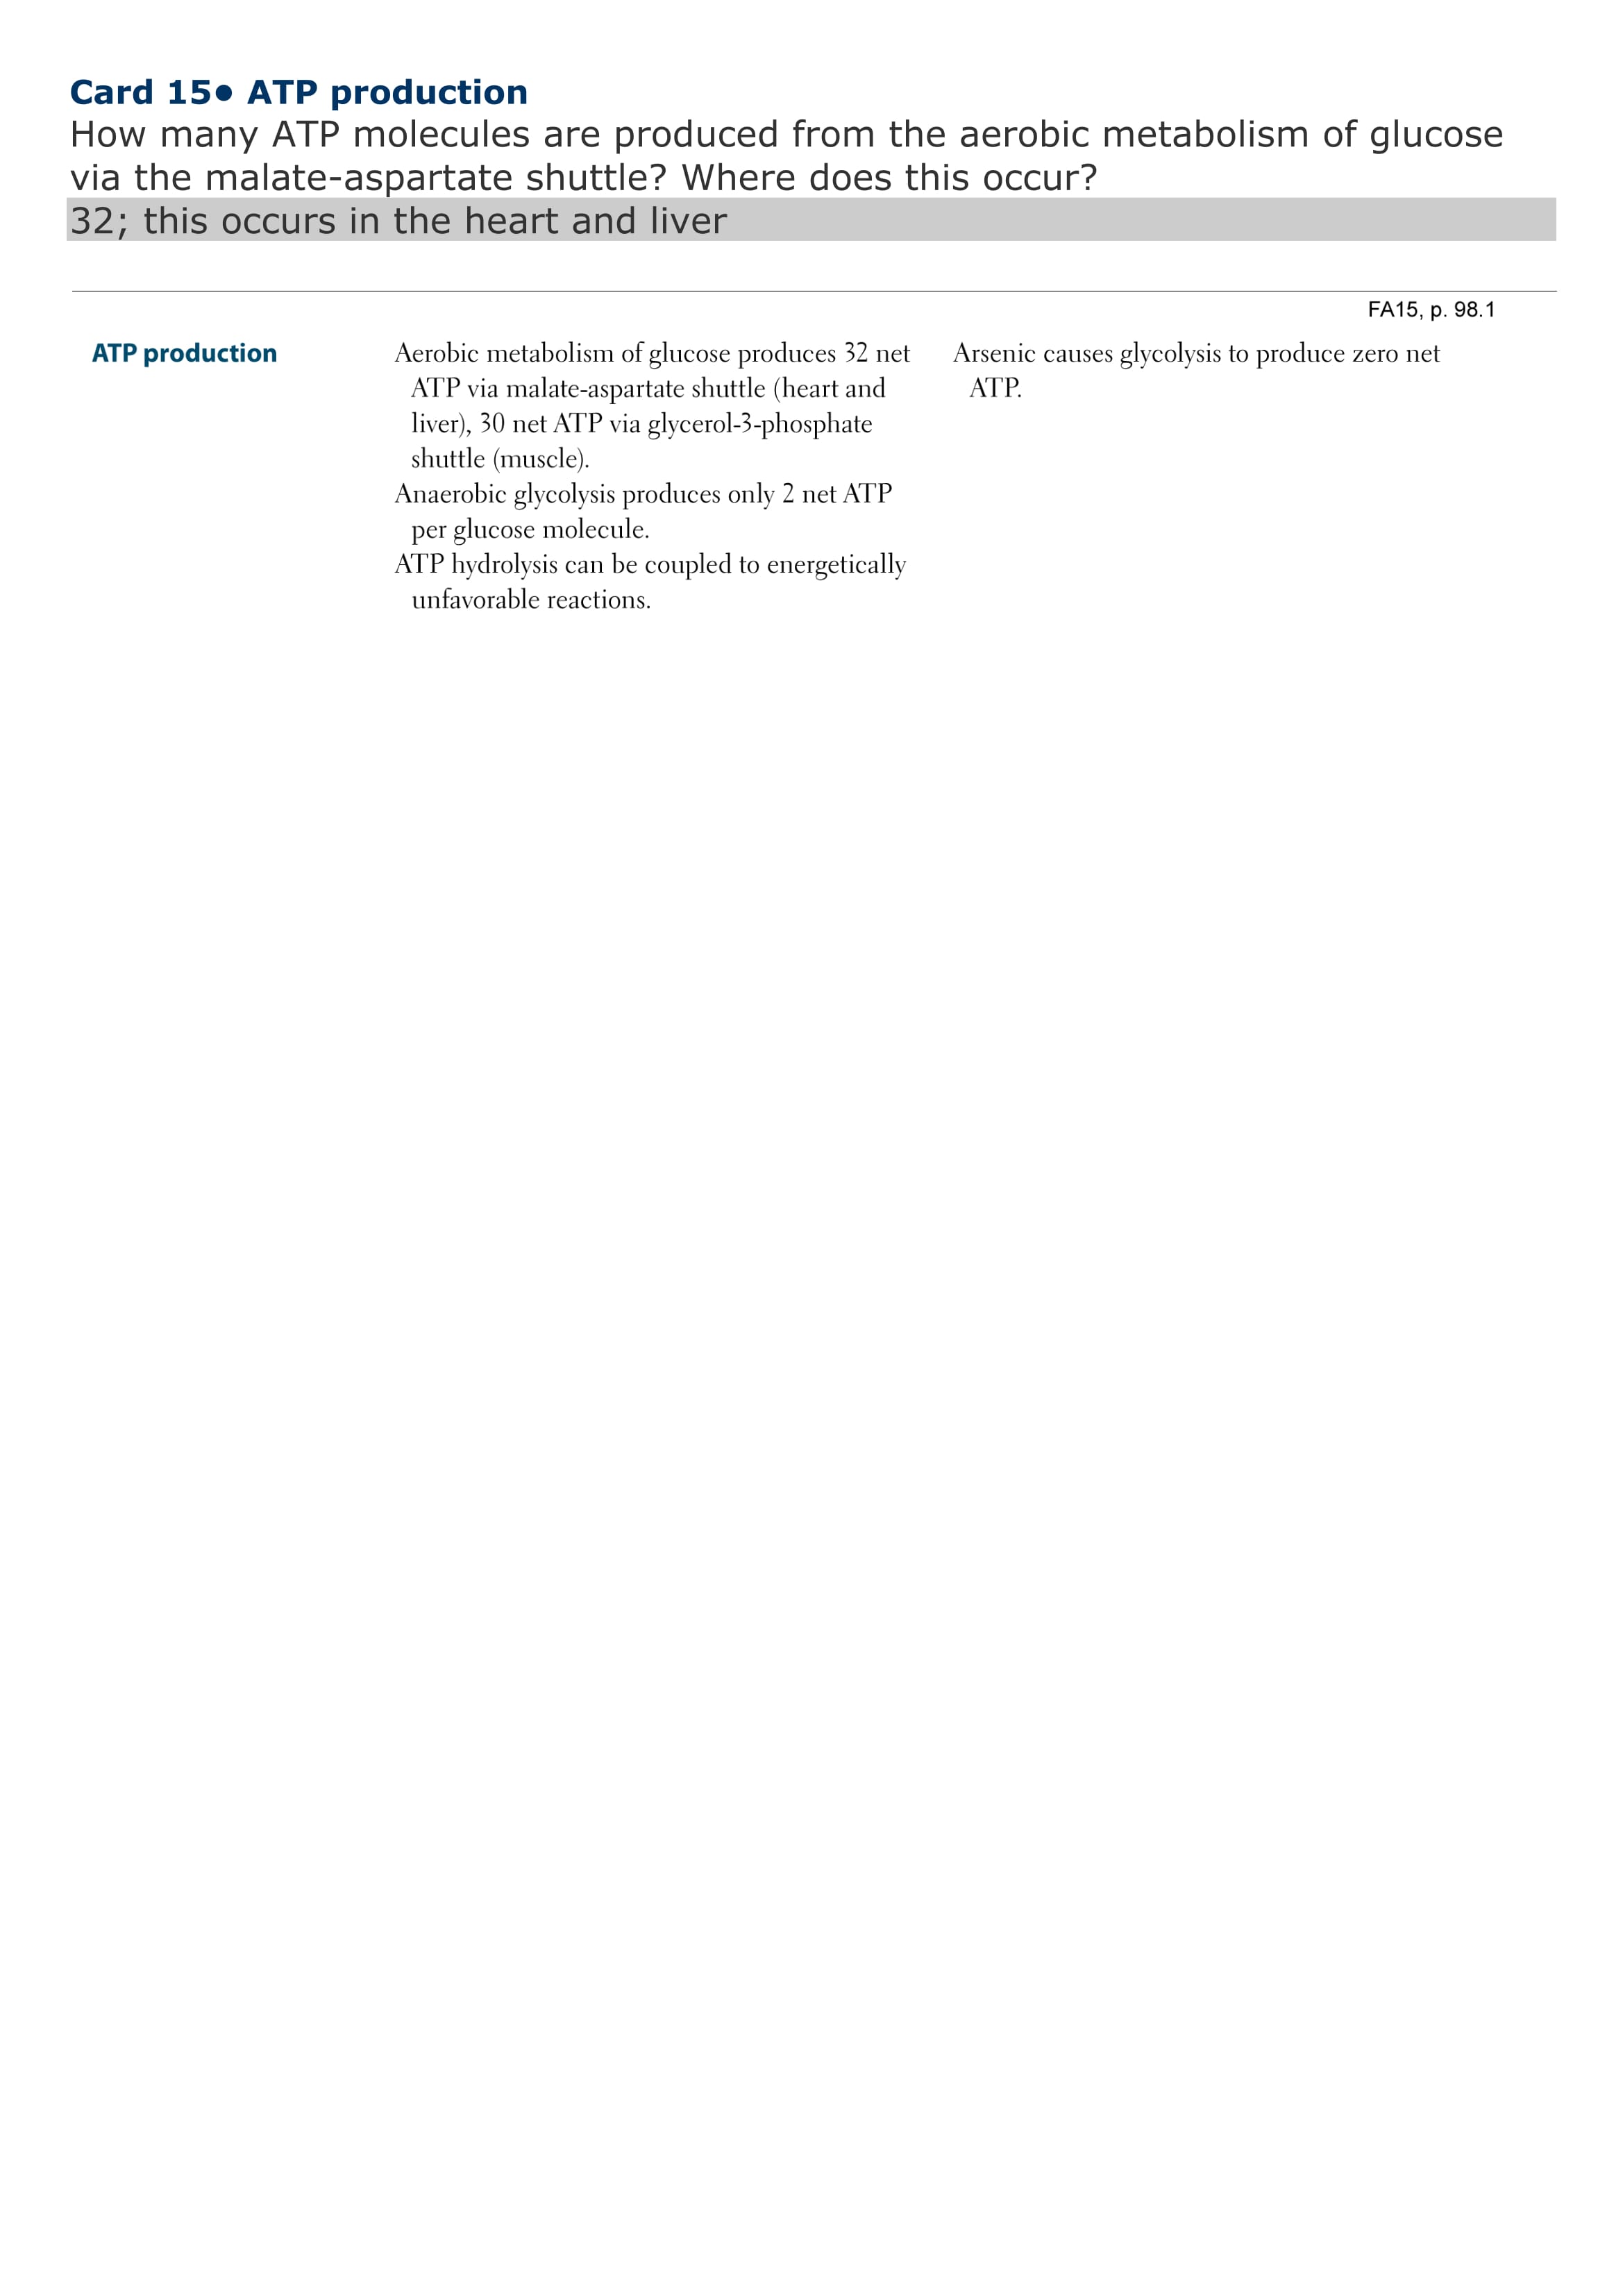 Card 15● ATP production
How many ATP molecules are produced from the aerobic metabolism of glucose
via the malate-aspartate shuttle? Where does this occur?
32; this occurs in the heart and liver
FA15, p. 98.1
ATP production
Aerobic metabolism of glucose produces 32 net
ATP via malate-aspartate shuttle (heart and
liver), 30 net ATP via glycerol-3-phosphate
shuttle (muscle).
Anaerobic glycolysis produces only 2 net ATP
per glucose molecule.
ATP hydrolysis can be coupled to energetically
unfavorable reactions.
Arsenic causes glycolysis to produce zero net
ATP.